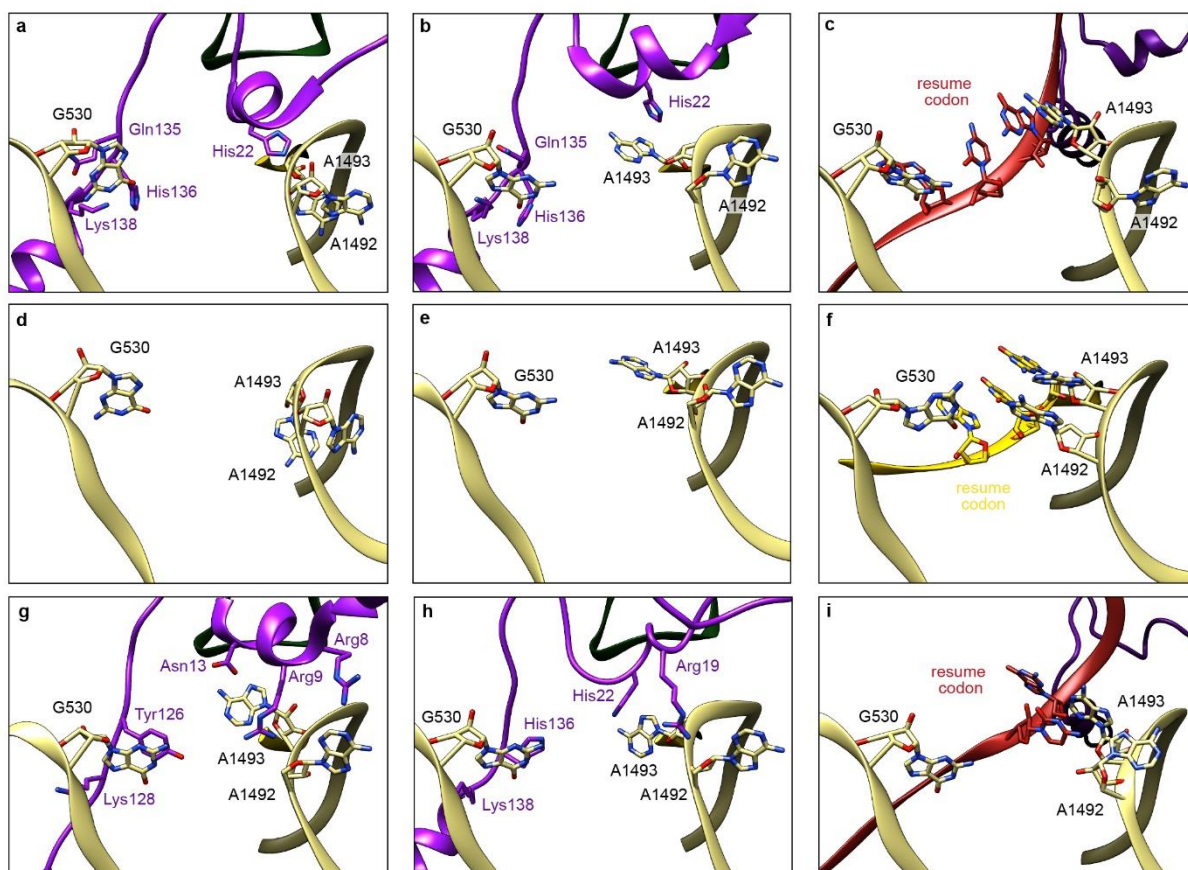 a
G530
Gln135
His22
A1493
His136
Lys138
A1492
b
His22
G530
Gln135
A1493
His136
Lys138
A1492
c
resume
codon
A1493
G530
A1492
d
G530
A1493
A1492
e
A1493
G530
A1492
f
A1493
G530
A1492
resume
codon
g
Arg8
Asn13
Arg9
G530
Tyr126
A1493
Lys128
A1492
h
Arg19
His22
G530
His136
A1493
Lys138
A1492
i
resume
codon
A1493
G530
A1492